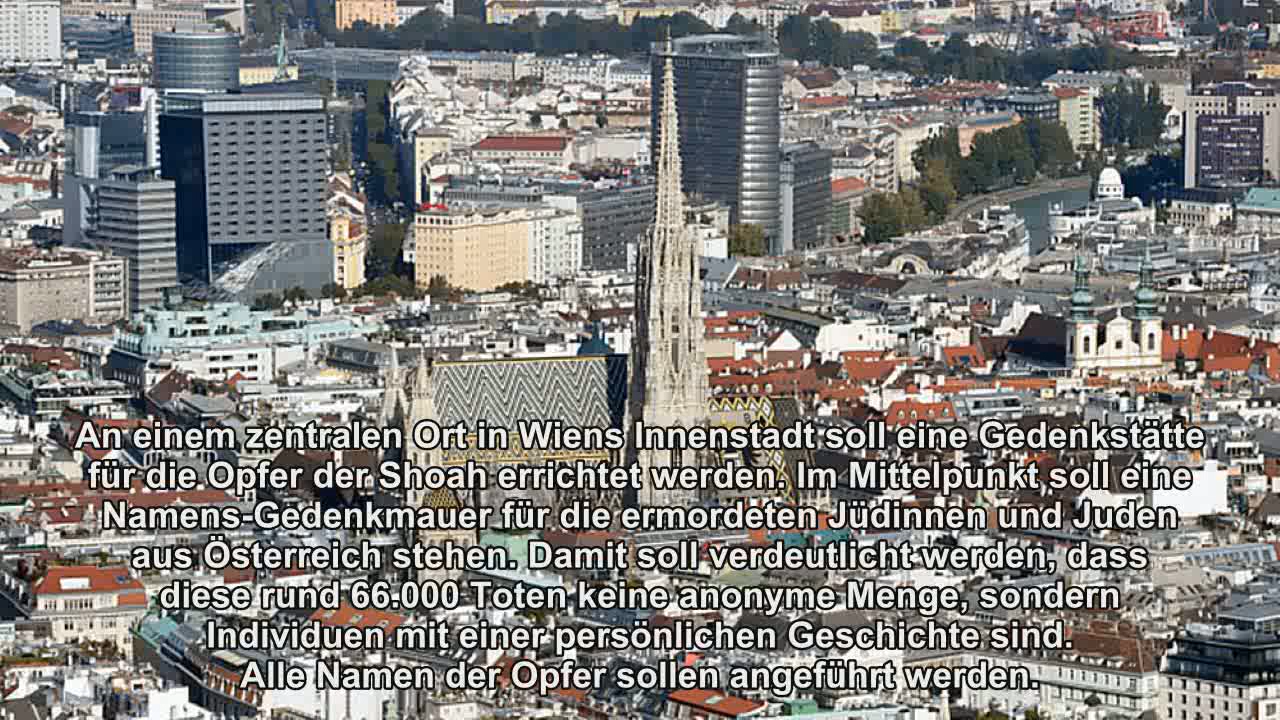 An einem zentralen Ort in Wiens Innenstadt soll eine Gedenkstätte
für die Opfer der Shoah errichtet werden. Im Mittelpunkt soll eine
Namens-Gedenkmauer für die ermordeten Jüdinnen und Juden
aus Österreich stehen. Damit soll verdeutlicht werden, dass
diese rund 66.000 Toten keine anonyme Menge, sondern
Individuen mit einer persönlichen Geschichte sind.
Alle Namen der Opfer sollen angeführt werden.